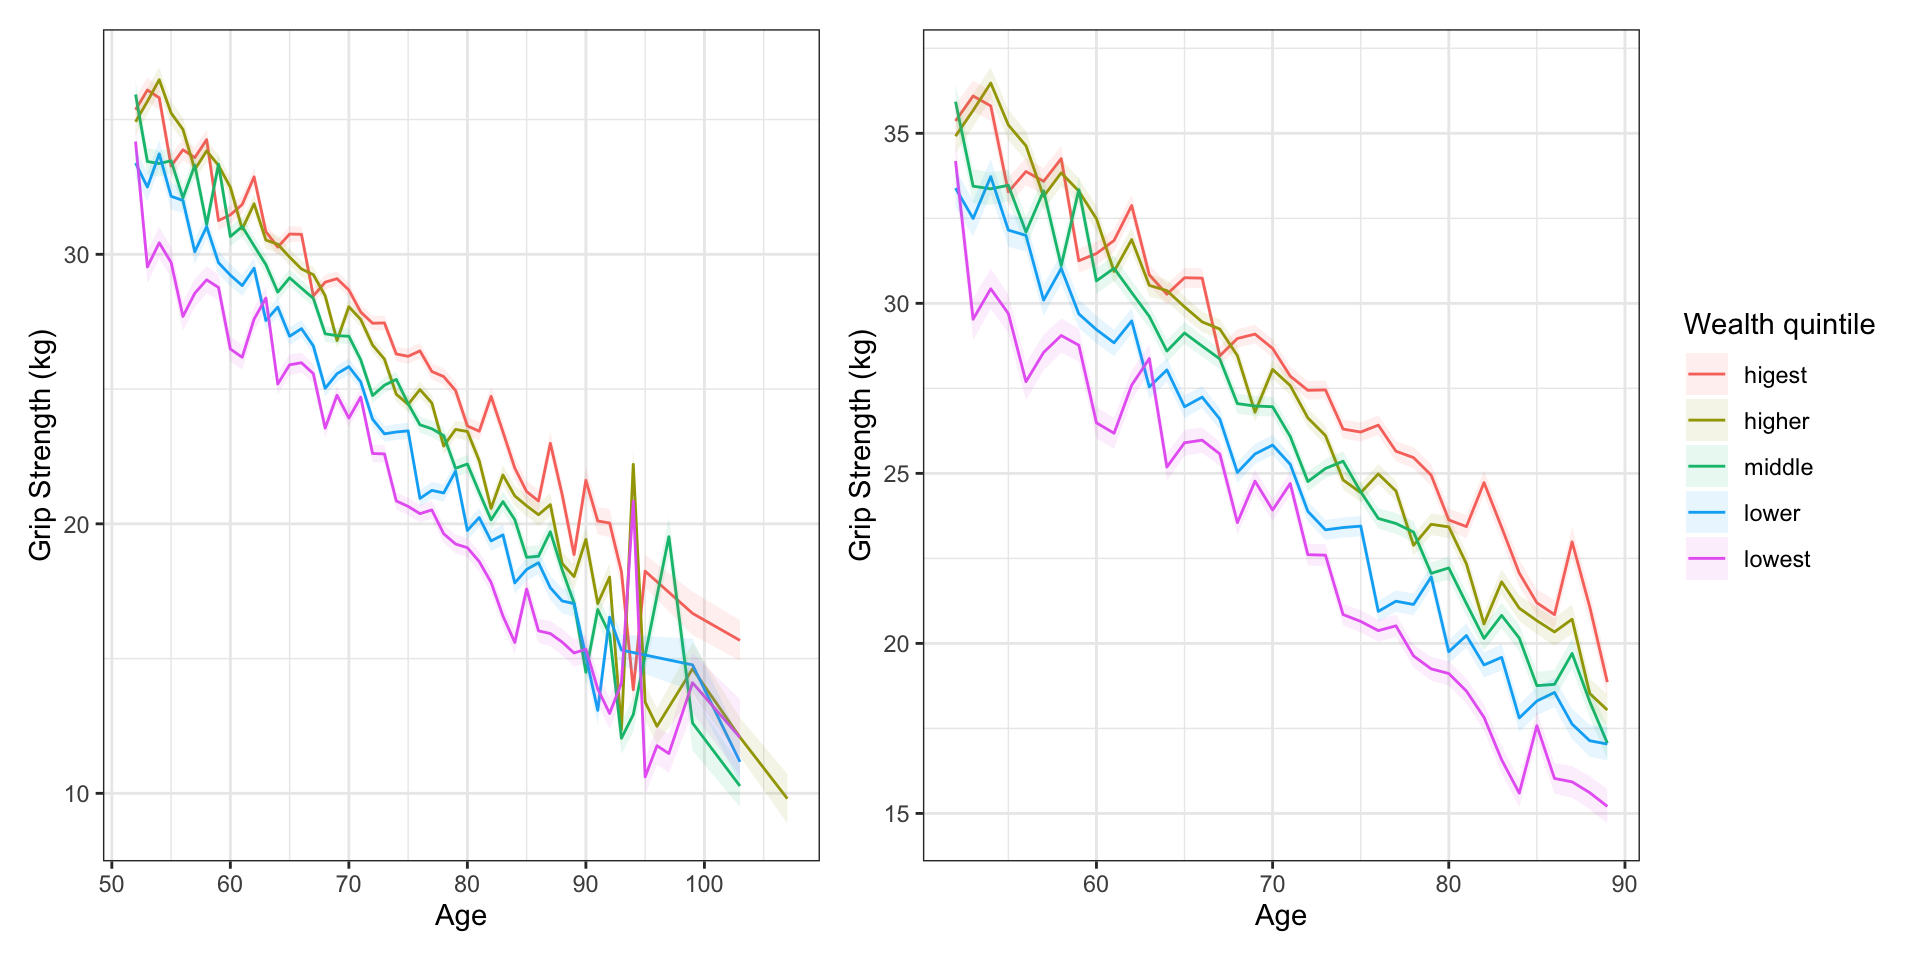 Grip Strength (kg)
30
20
10
50 60 70 80 90 100
Age
Grip Strength (kg)
35
30
25
20
15
60 70 80 90
Age
Wealth quintile
higest
higher
middle
lower
lowest